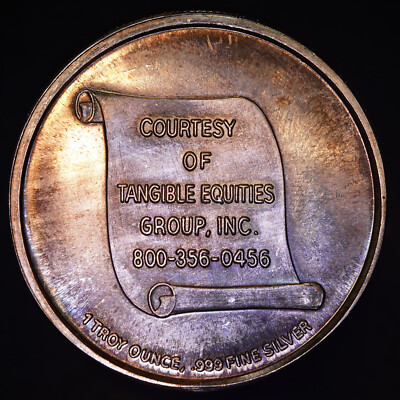 COURTESY
OF
TANGIBLE EQUITIES
GROUP, INC.
800-356-0456
1 TROY OUNCE, .999 FINE SILVER